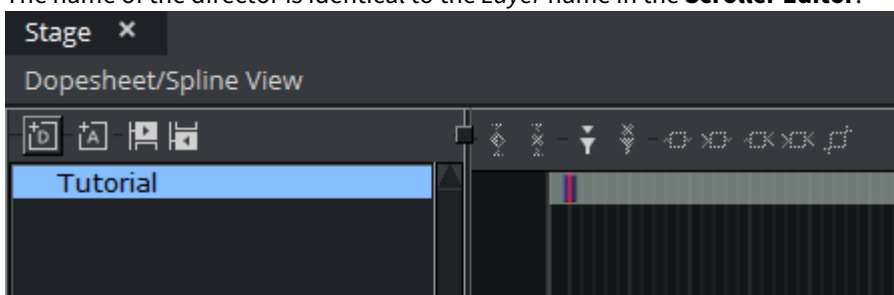 The name of the director is identical to the Layer name in the Scroller Editor.
Stage ×
Dopesheet/Spline View
D A
Tutorial